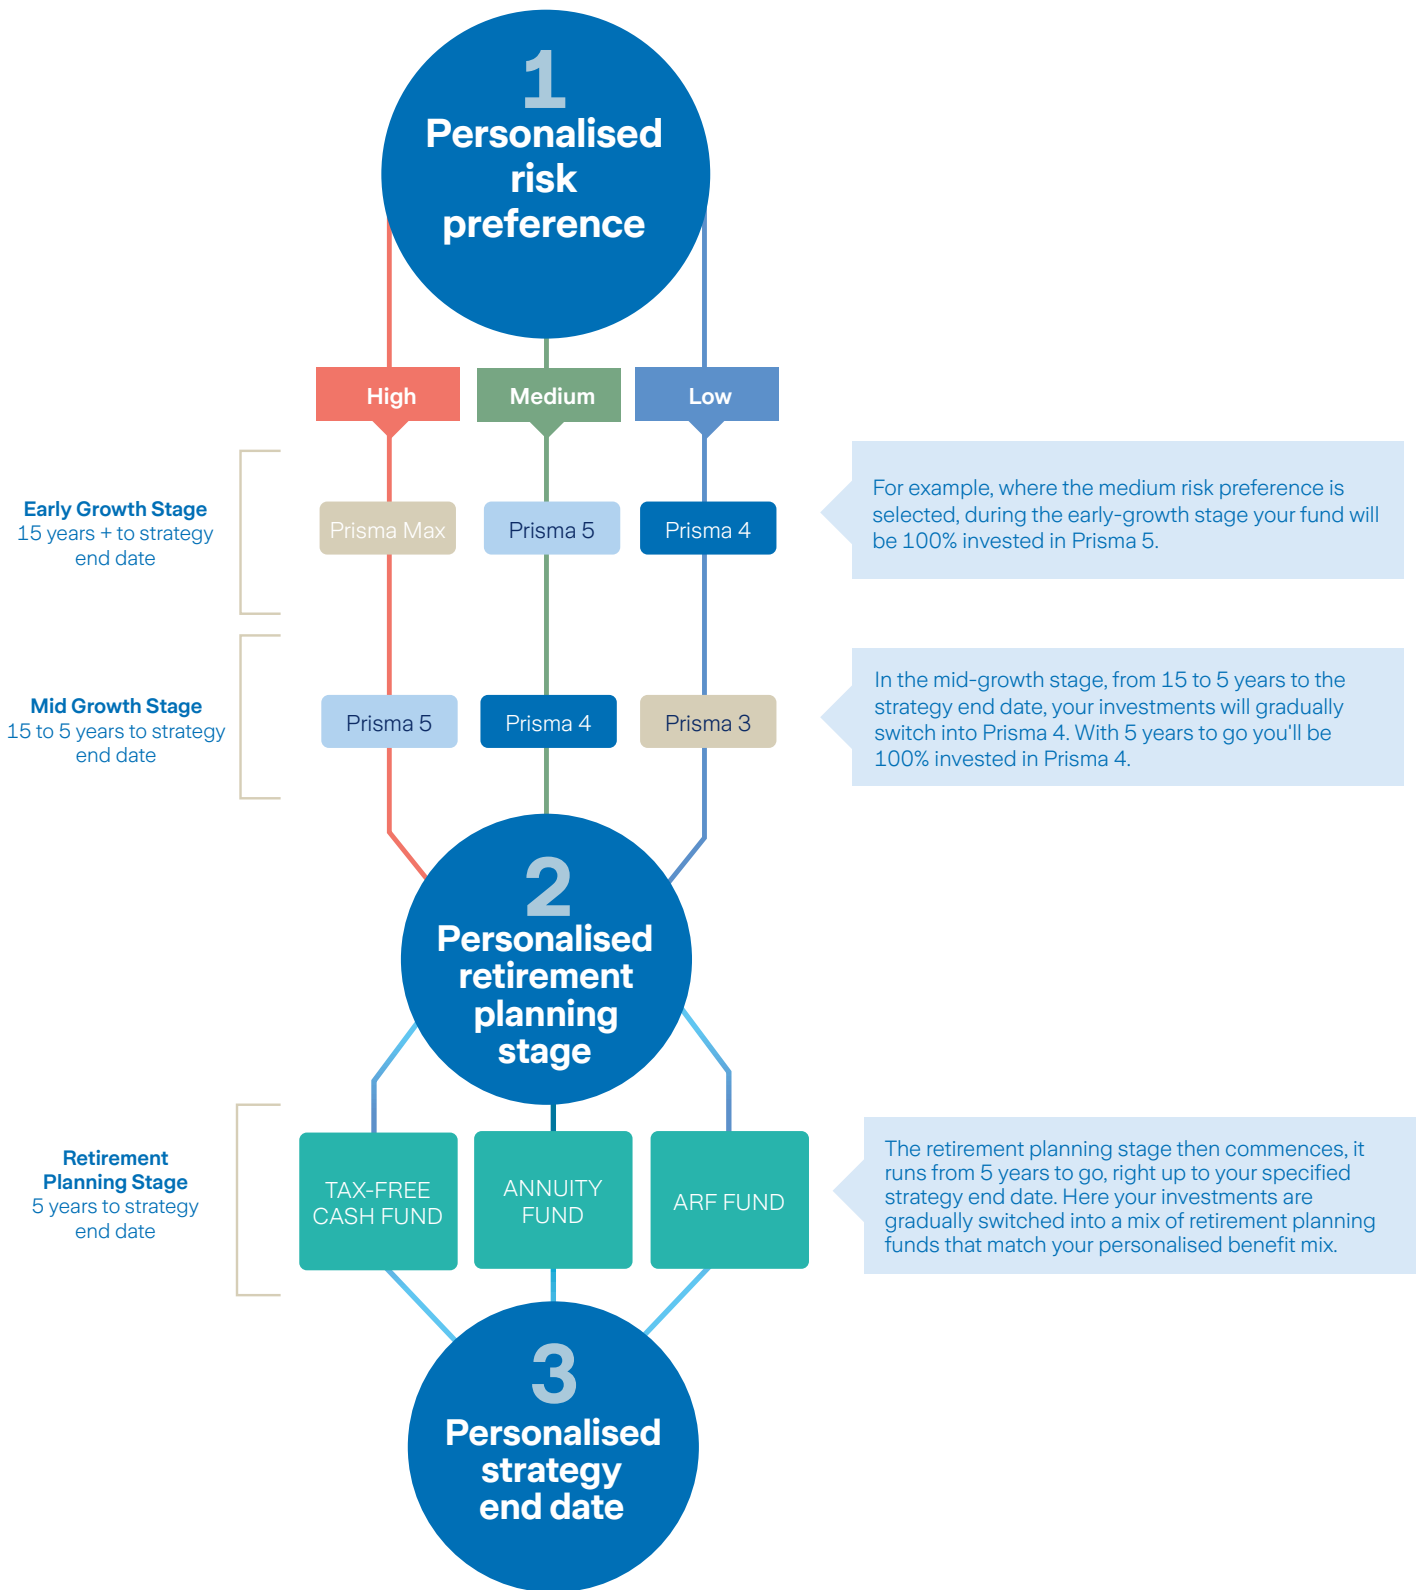 1
Personalised
risk
preference
High
Medium
Low
Early Growth Stage
15 years + to strategy
end date
Prisma Max
Prisma 5
Prisma 4
For example, where the medium risk preference is
selected, during the early-growth stage your fund will
be 100% invested in Prisma 5.
Mid Growth Stage
15 to 5 years to strategy
end date
Prisma 5
Prisma 4
Prisma 3
In the mid-growth stage, from 15 to 5 years to the
strategy end date, your investments will gradually
switch into Prisma 4. With 5 years to go you'll be
100% invested in Prisma 4.
2
Personalised
retirement
planning
stage
Retirement
Planning Stage
5 years to strategy
end date
TAX-FREE
CASH FUND
ANNUITY
FUND
ARF FUND
The retirement planning stage then commences, it
runs from 5 years to go, right up to your specified
strategy end date. Here your investments are
gradually switched into a mix of retirement planning
funds that match your personalised benefit mix.
3
Personalised
strategy
end date